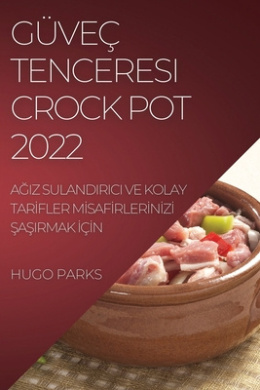 GÜVEÇ
TENCERESI
CROCK POT
2022
AĞIZ SULANDIRICI VE KOLAY
TARİFLER MİSAFİRLERİNİZİ
ŞAŞIRMAK İÇİN
HUGO PARKS